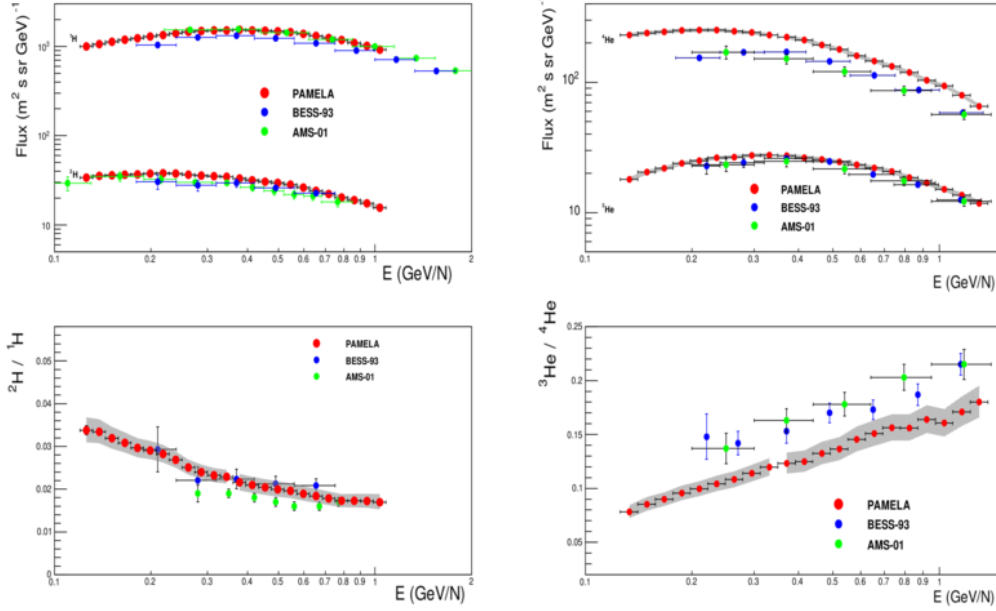 Flux (m² s sr GeV)⁻¹
10³
10²
10
¹H
²H
PAMELA
BESS-93
AMS-01
0.1
0.2
0.3
0.4
0.5
0.6
0.7
0.8
0.9
1
2
E (GeV/N)
Flux (m² s sr GeV)⁻
10²
10
⁴He
³He
PAMELA
BESS-93
AMS-01
0.1
0.2
0.3
0.4
0.5
0.6
0.7
0.8
0.9
1
E (GeV/N)
²H / ¹H
0.05
0.04
0.03
0.02
0.01
0
PAMELA
BESS-93
AMS-01
0.1
0.2
0.3
0.4
0.5
0.6
0.7
0.8
0.9
1
E (GeV/N)
³He / ⁴He
0.25
0.2
0.15
0.1
0.05
PAMELA
BESS-93
AMS-01
0.1
0.2
0.3
0.4
0.5
0.6
0.7
0.8
0.9
1
E (GeV/N)